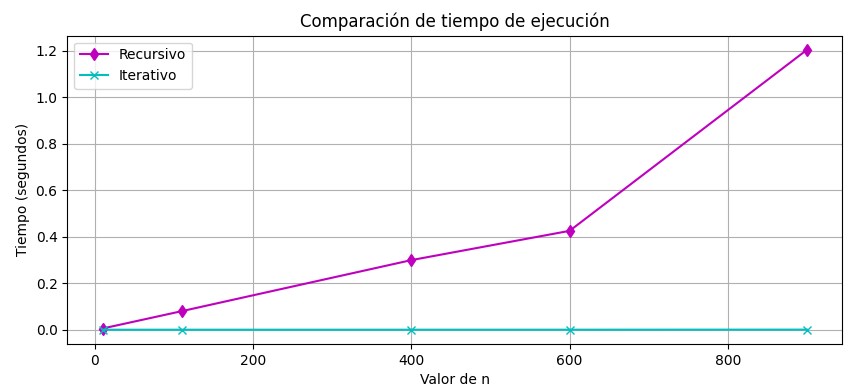 Comparación de tiempo de ejecución
Recursivo
Iterativo
1.2
1.0
0.8
0.6
0.4
0.2
0.0
Tiempo (segundos)
0 200 400 600 800
Valor de n